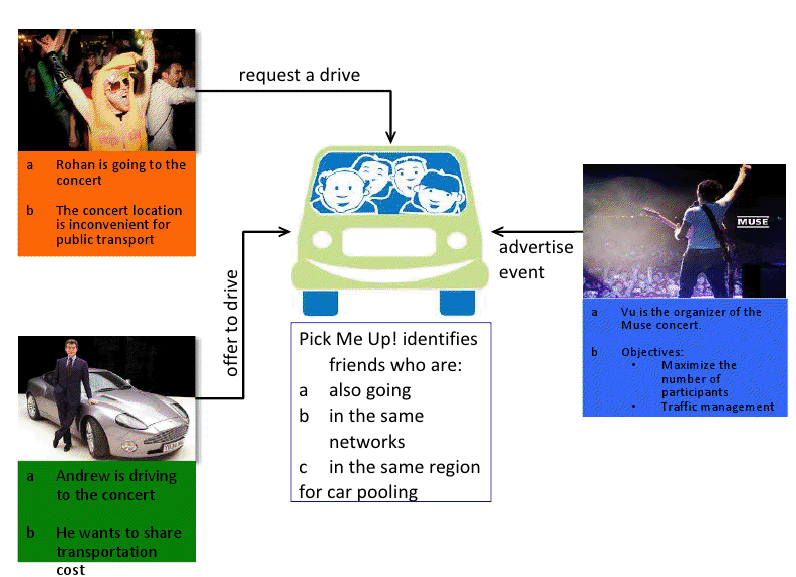 request a drive
a Rohan is going to the
concert
b The concert location
is inconvenient for
public transport
MUSE
advertise
event
offer to drive
a Vu is the organizer of the
Muse concert.
b Objectives:
• Maximize the
number of
participants
• Traffic management
Pick Me Up! identifies
friends who are:
a also going
b in the same
networks
c in the same region
for car pooling
a Andrew is driving
to the concert
b He wants to share
transportation
cost